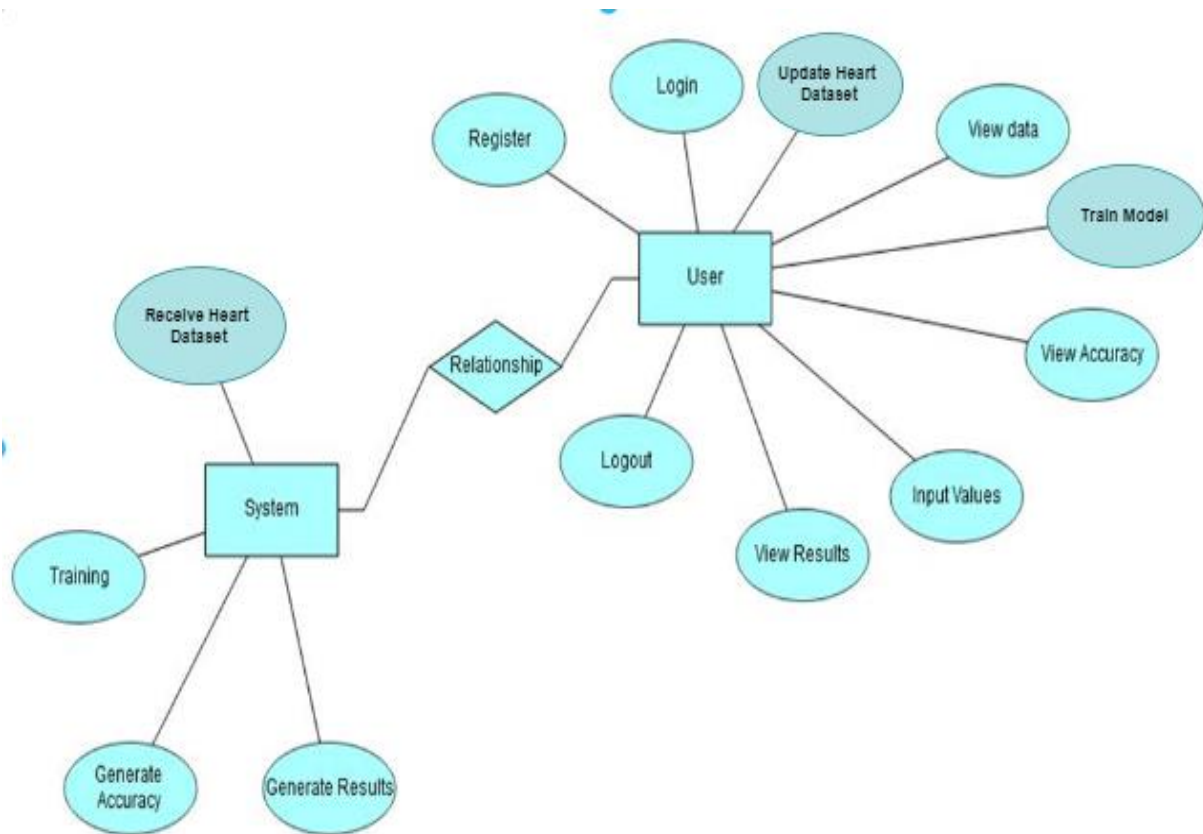 Login
Update Heart
Dataset
View data
Register
Train Model
User
Receive Heart
Dataset
Relationship
View Accuracy
Logout
Input Values
System
View Results
Training
Generate
Accuracy
Generate Results